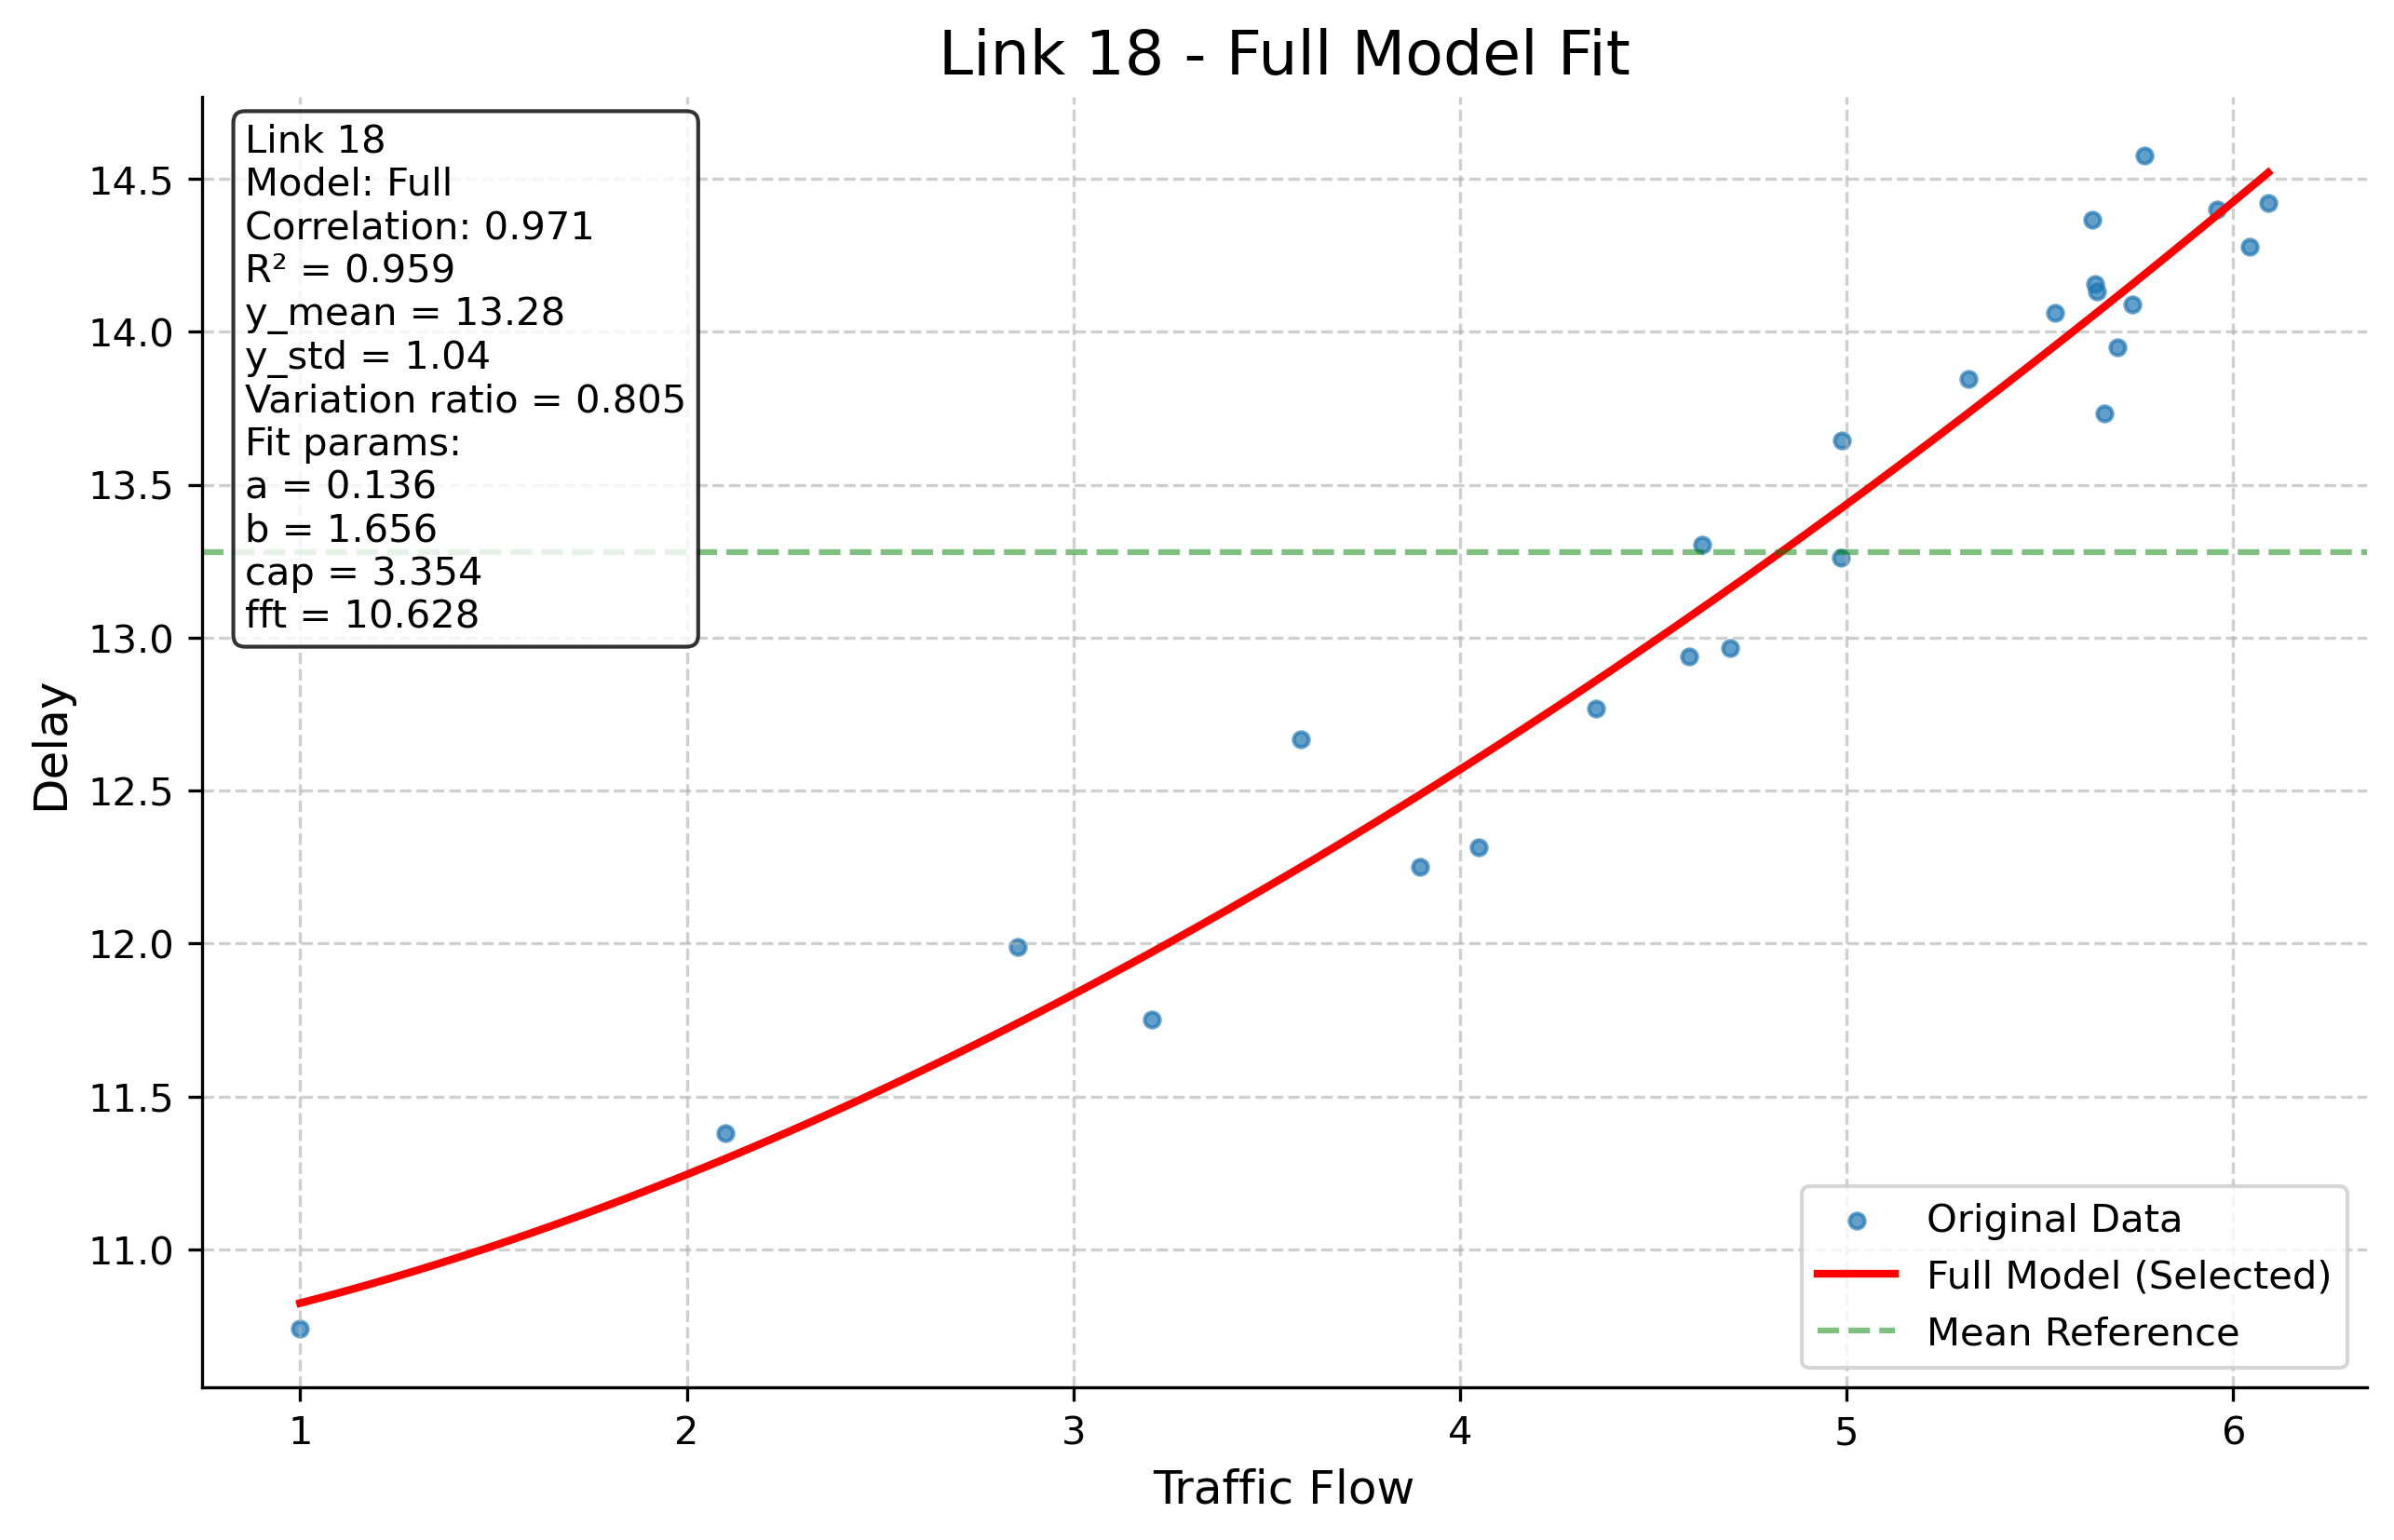 Link 18 - Full Model Fit
Link 18
Model: Full
Correlation: 0.971
R² = 0.959
y_mean = 13.28
y_std = 1.04
Variation ratio = 0.805
Fit params:
a = 0.136
b = 1.656
cap = 3.354
fft = 10.628
14.5
14.0
13.5
13.0
12.5
12.0
11.5
11.0
Delay
Original Data
Full Model (Selected)
Mean Reference
1
2
3
4
5
6
Traffic Flow